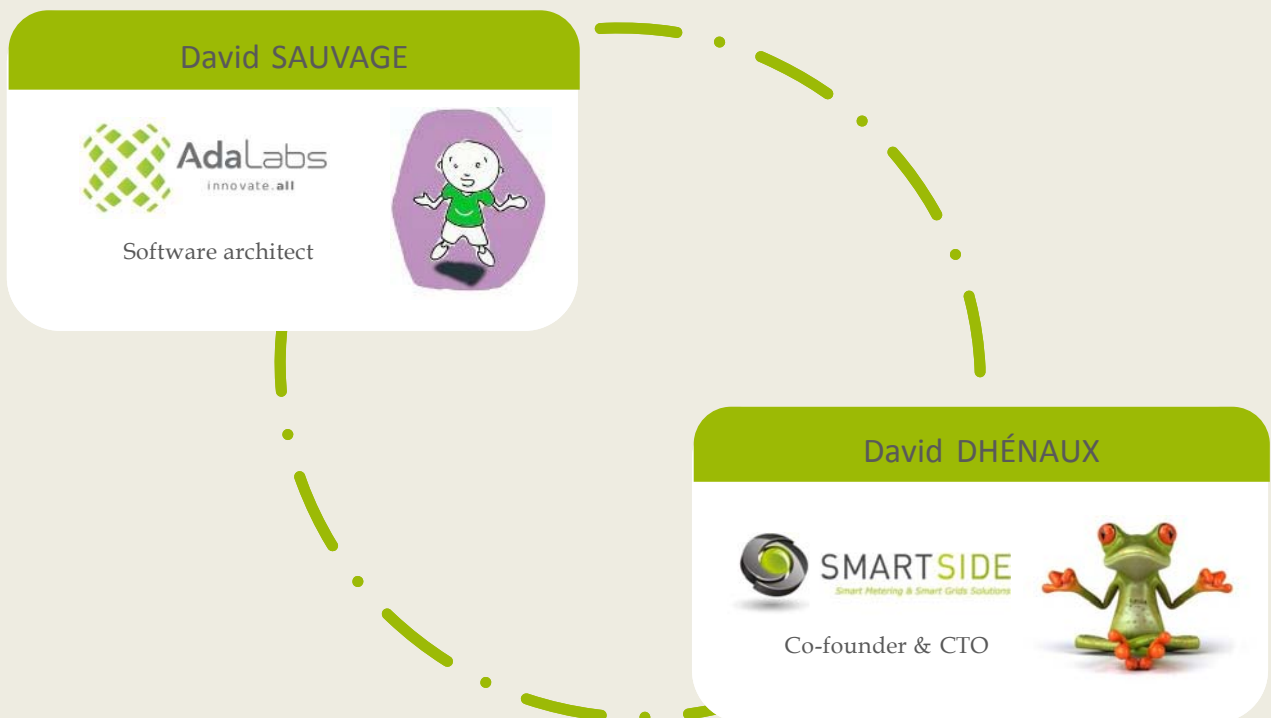 David SAUVAGE
AdaLabs
innovate.all
Software architect
David DHÉNAUX
SMARTSIDE
Smart Metering & Smart Grids Solutions
Co-founder & CTO